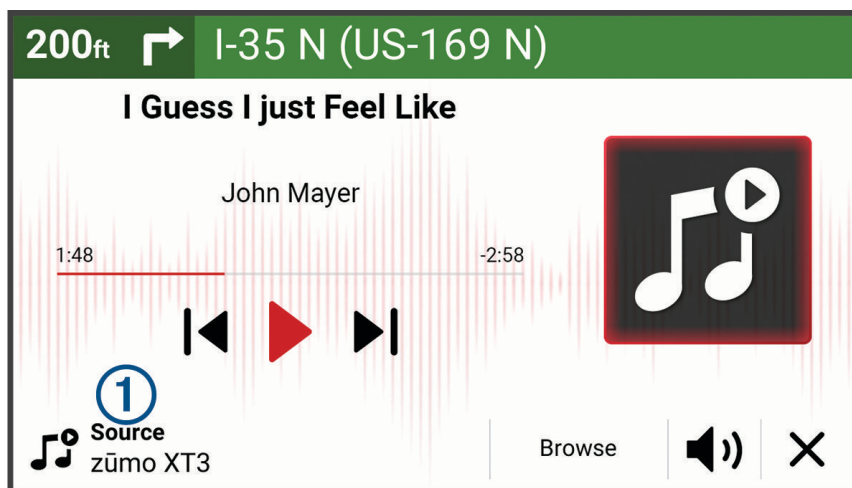 200ft I-35 N (US-169 N)
I Guess I just Feel Like
John Mayer
1:48 -2:58
1
Source
zūmo XT3
Browse